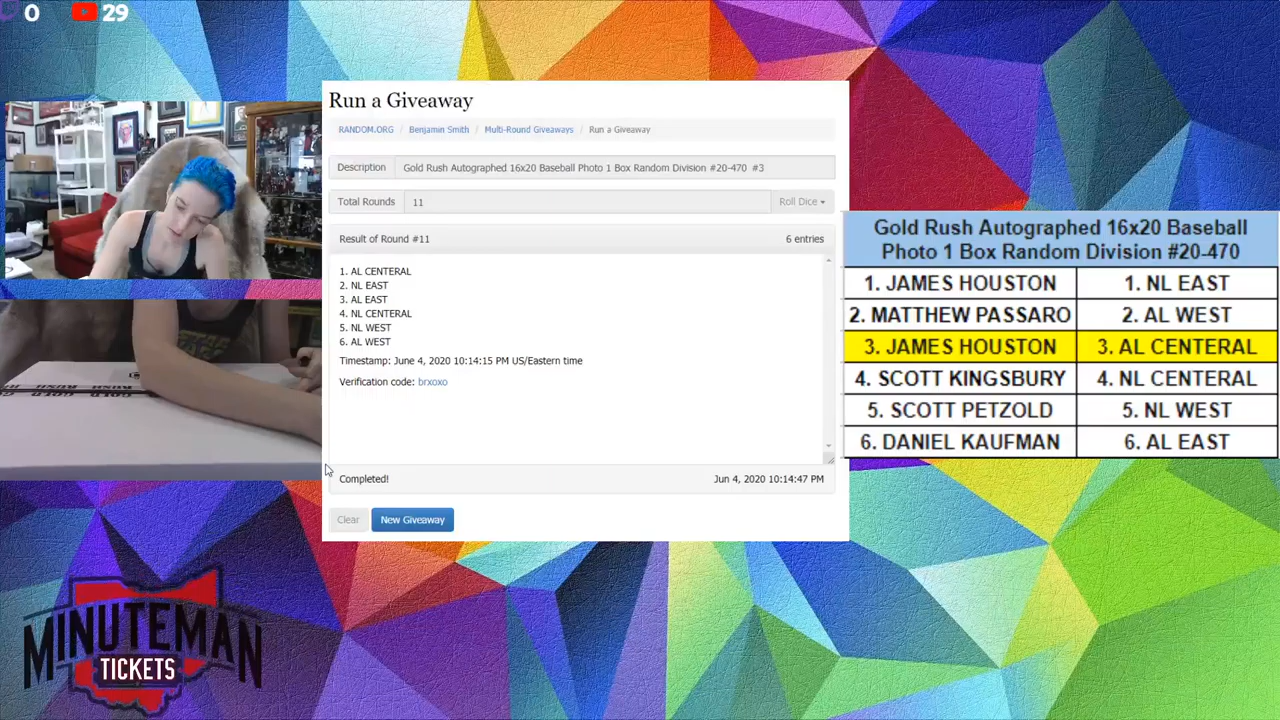 0 29
Run a Giveaway
RANDOM.ORG / Benjamin Smith / Multi-Round Giveaways / Run a Giveaway
Description Gold Rush Autographed 16x20 Baseball Photo 1 Box Random Division #20-470 #3
Total Rounds 11 Roll Dice
Result of Round #11 6 entries
1. AL CENTERAL
2. NL EAST
3. AL EAST
4. NL CENTERAL
5. NL WEST
6. AL WEST
Timestamp: June 4, 2020 10:14:15 PM US/Eastern time
Verification code: brxoxo
Completed! Jun 4, 2020 10:14:47 PM
Clear New Giveaway
Gold Rush Autographed 16x20 Baseball
Photo 1 Box Random Division #20-470
1. JAMES HOUSTON 1. NL EAST
2. MATTHEW PASSARO 2. AL WEST
3. JAMES HOUSTON 3. AL CENTERAL
4. SCOTT KINGSBURY 4. NL CENTERAL
5. SCOTT PETZOLD 5. NL WEST
6. DANIEL KAUFMAN 6. AL EAST
GOLD RUSH
MINUTEMAN
TICKETS